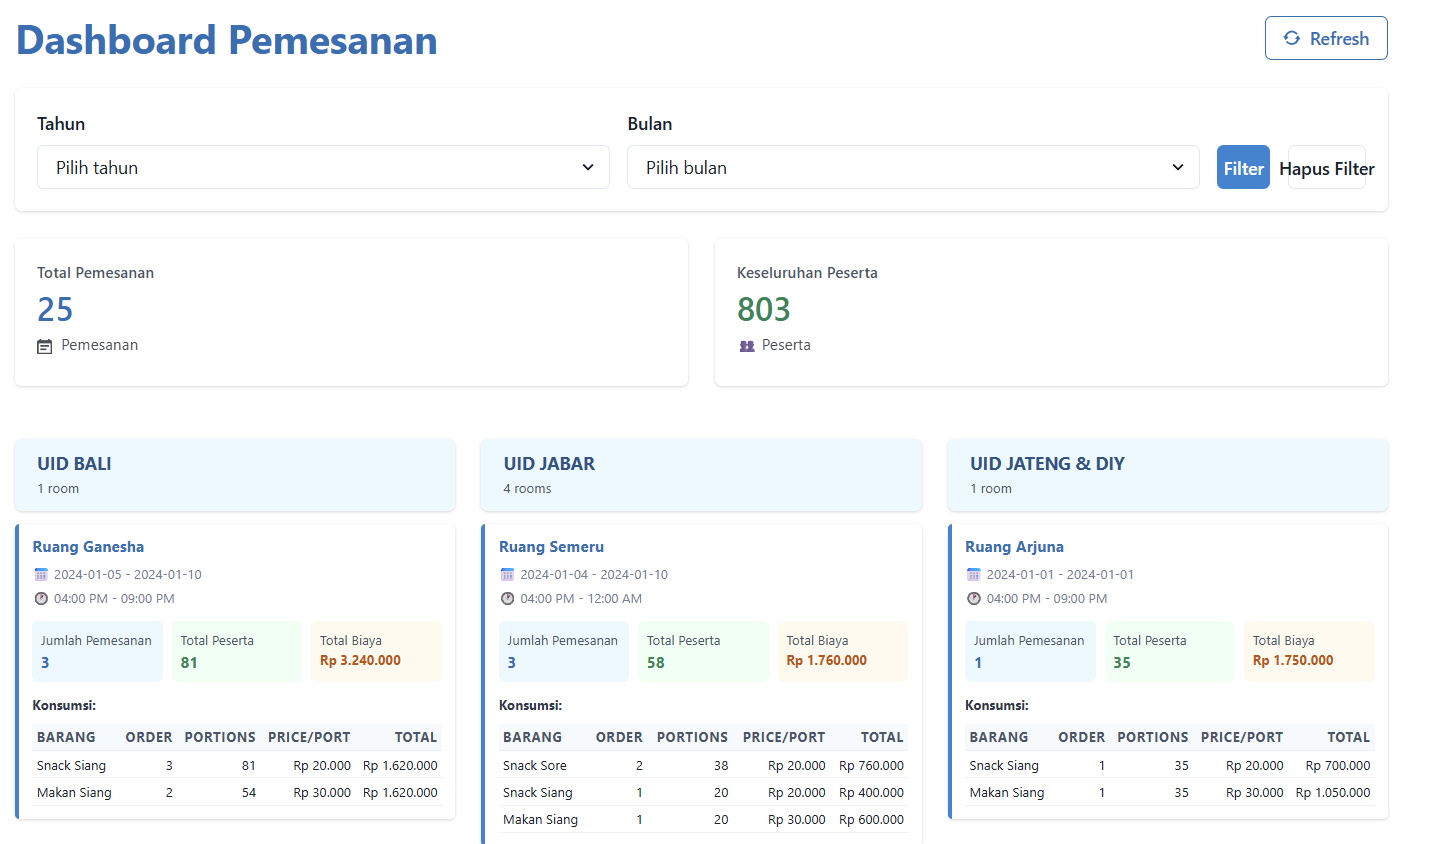 Dashboard Pemesanan
Refresh
Tahun
Bulan
Pilih tahun
Pilih bulan
Filter
Hapus Filter
Total Pemesanan
25
Pemesanan
Keseluruhan Peserta
803
Peserta
UID BALI
1 room
Ruang Ganesha
2024-01-05 - 2024-01-10
04:00 PM - 09:00 PM
Jumlah Pemesanan
3
Total Peserta
81
Total Biaya
Rp 3.240.000
Konsumsi:
BARANG ORDER PORTIONS PRICE/PORT TOTAL
Snack Siang 3 81 Rp 20.000 Rp 1.620.000
Makan Siang 2 54 Rp 30.000 Rp 1.620.000
UID JABAR
4 rooms
Ruang Semeru
2024-01-04 - 2024-01-10
04:00 PM - 12:00 AM
Jumlah Pemesanan
3
Total Peserta
58
Total Biaya
Rp 1.760.000
Konsumsi:
BARANG ORDER PORTIONS PRICE/PORT TOTAL
Snack Sore 2 38 Rp 20.000 Rp 760.000
Snack Siang 1 20 Rp 20.000 Rp 400.000
Makan Siang 1 20 Rp 30.000 Rp 600.000
UID JATENG & DIY
1 room
Ruang Arjuna
2024-01-01 - 2024-01-01
04:00 PM - 09:00 PM
Jumlah Pemesanan
1
Total Peserta
35
Total Biaya
Rp 1.750.000
Konsumsi:
BARANG ORDER PORTIONS PRICE/PORT TOTAL
Snack Siang 1 35 Rp 20.000 Rp 700.000
Makan Siang 1 35 Rp 30.000 Rp 1.050.000